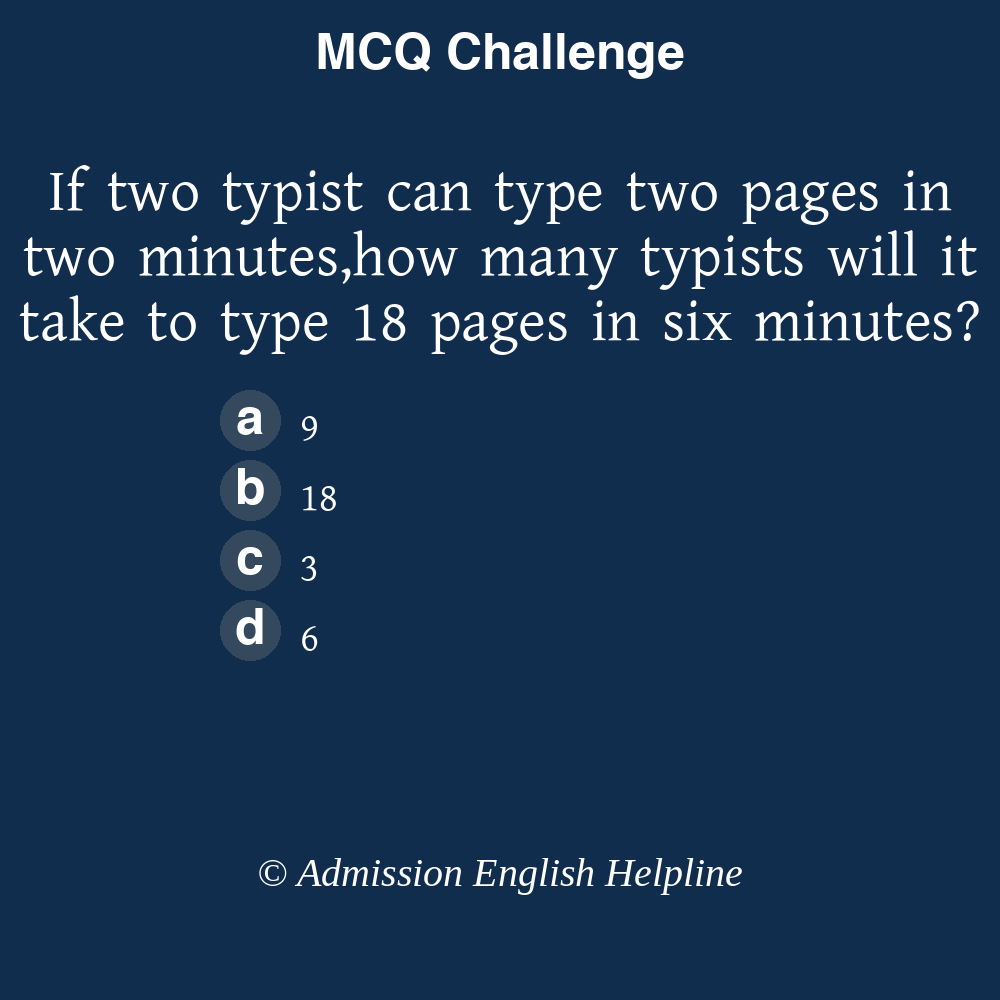 MCQ Challenge
If two typist can type two pages in
two minutes,how many typists will it
take to type 18 pages in six minutes?
a 9
b 18
c 3
d 6
© Admission English Helpline